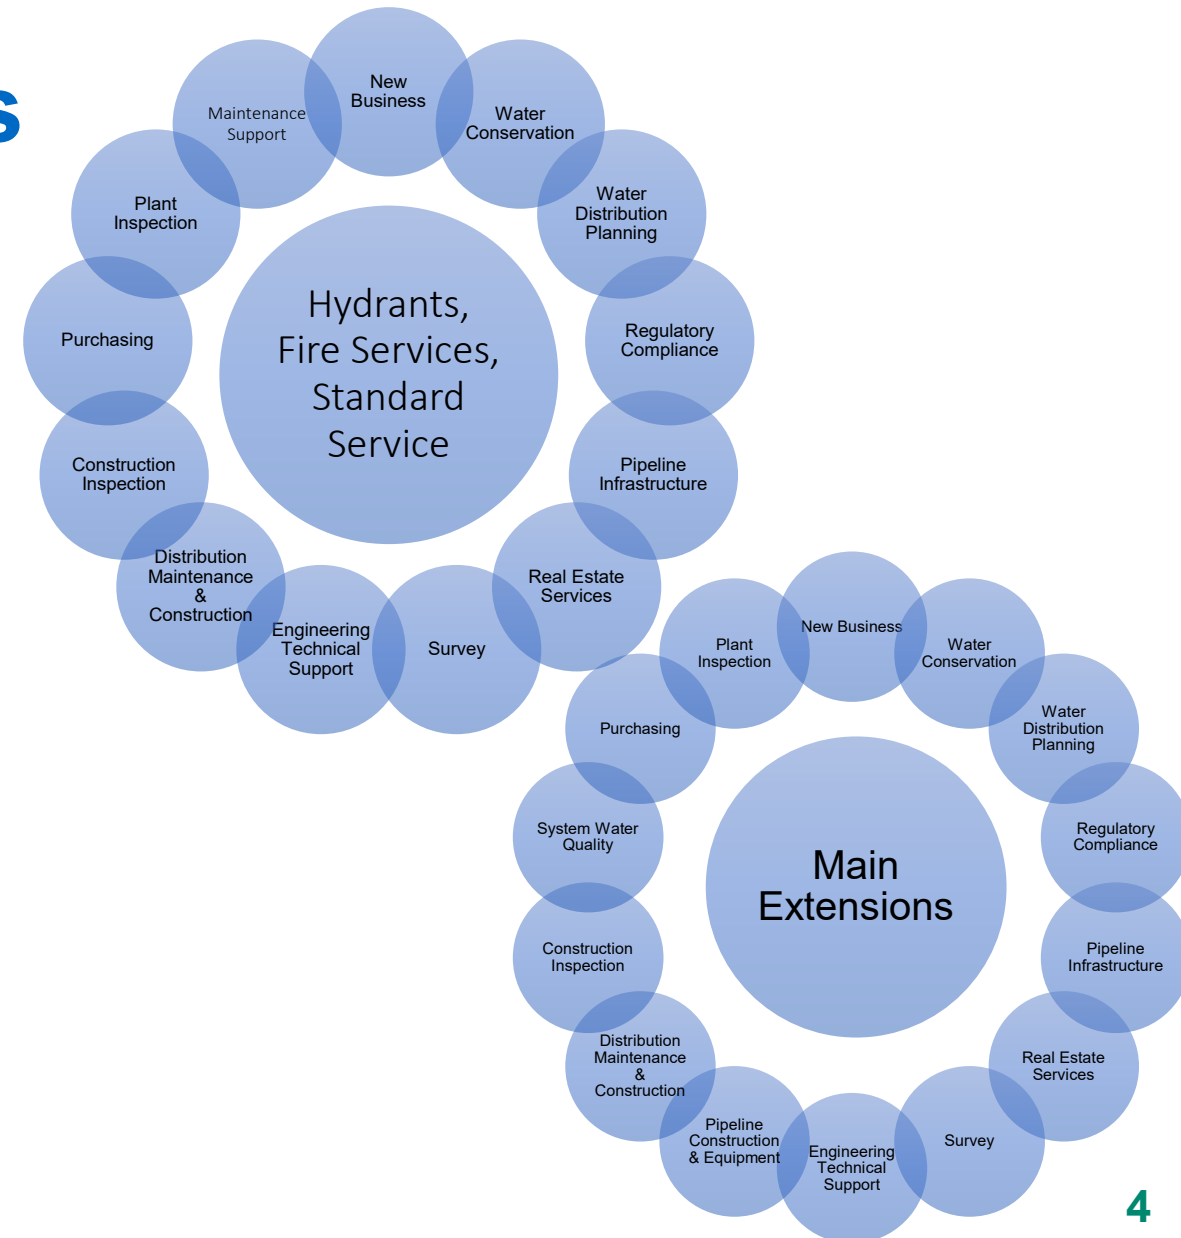 s
New
Business
Water
Conservation
Water
Distribution
Planning
Regulatory
Compliance
Pipeline
Infrastructure
Real Estate
Services
Survey
Engineering
Technical
Support
Distribution
Maintenance
&
Construction
Construction
Inspection
Purchasing
Plant
Inspection
Maintenance
Support
Hydrants,
Fire Services,
Standard
Service
New Business
Water
Conservation
Water
Distribution
Planning
Regulatory
Compliance
Pipeline
Infrastructure
Real Estate
Services
Survey
Engineering
Technical
Support
Pipeline
Construction
& Equipment
Distribution
Maintenance
&
Construction
Construction
Inspection
System Water
Quality
Purchasing
Plant
Inspection
Main
Extensions
4